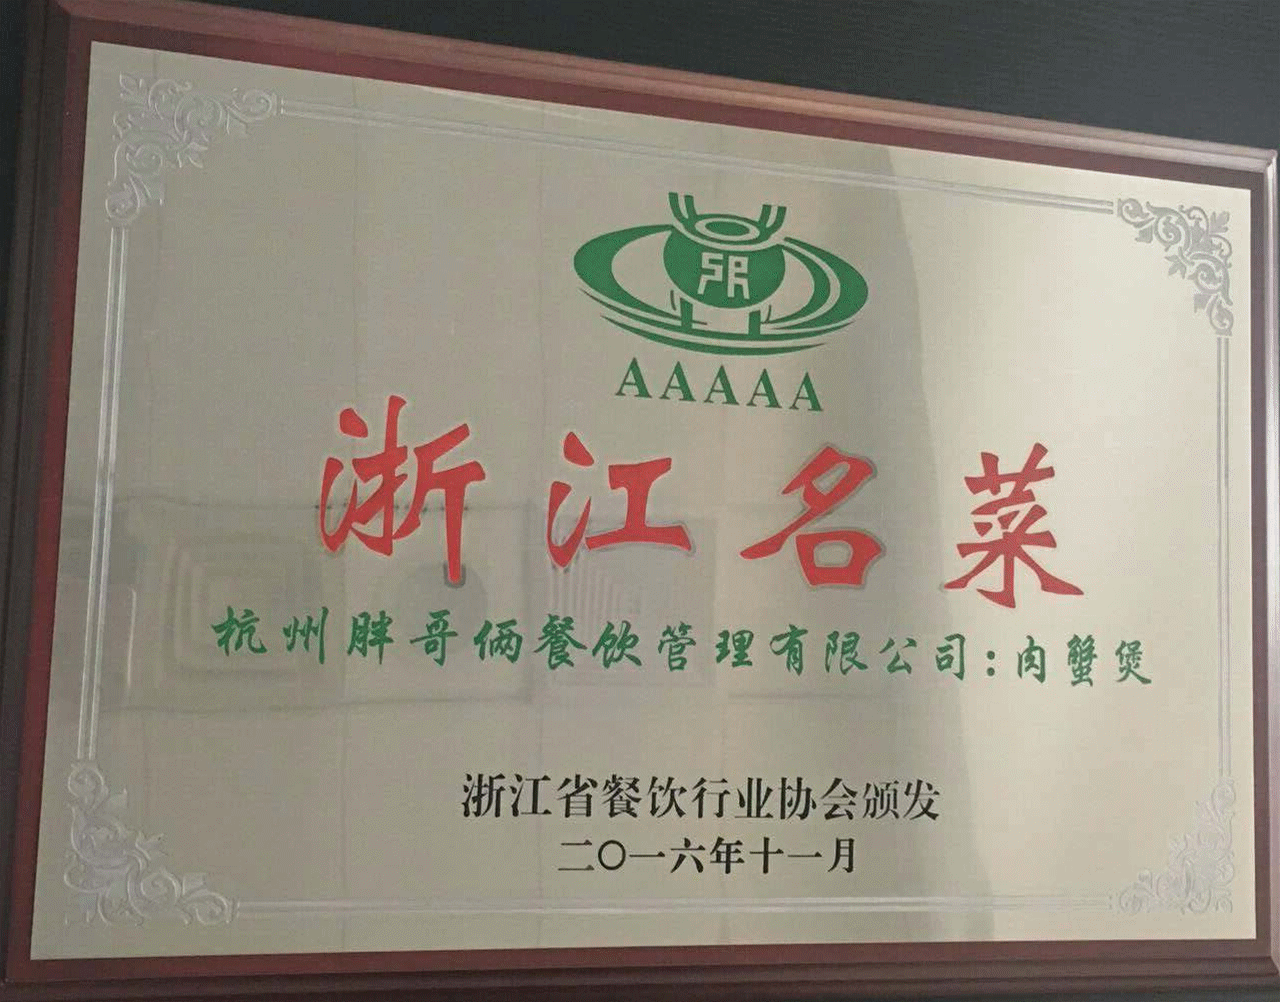 AAAAA
浙江名菜
杭州胖哥俩餐饮管理有限公司:肉蟹煲
浙江省餐饮行业协会颁发
二〇一六年十一月